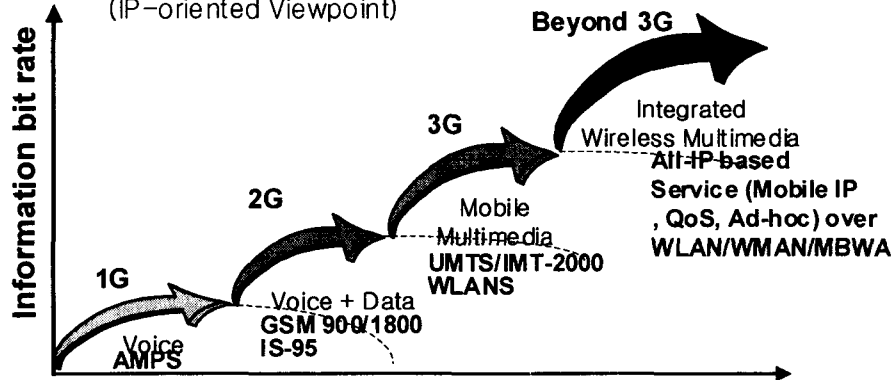 (IP-oriented Viewpoint)
Information bit rate
Beyond 3G
Integrated
Wireless Multimedia
All-IP based
Service (Mobile IP
, QoS, Ad-hoc) over
WLAN/WMAN/MBWA
3G
Mobile
Multimedia
UMTS/IMT-2000
WLANS
2G
Voice + Data
GSM 900/1800
IS-95
1G
Voice
AMPS